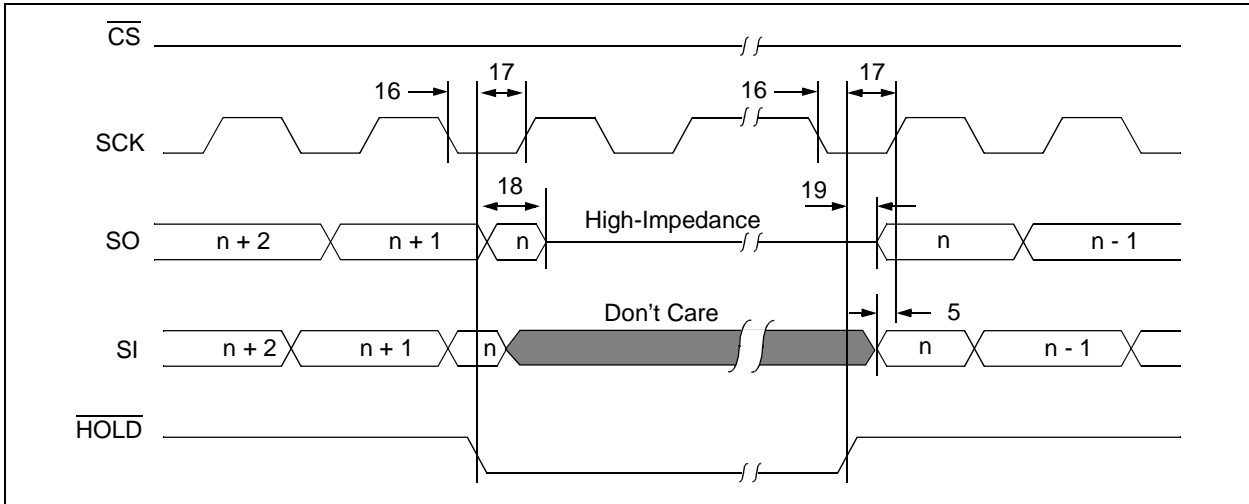 CS
16 17 16 17
SCK
18 19
High-Impedance
SO n + 2 n + 1 n n n - 1
Don't Care 5
SI n + 2 n + 1 n n n - 1
HOLD